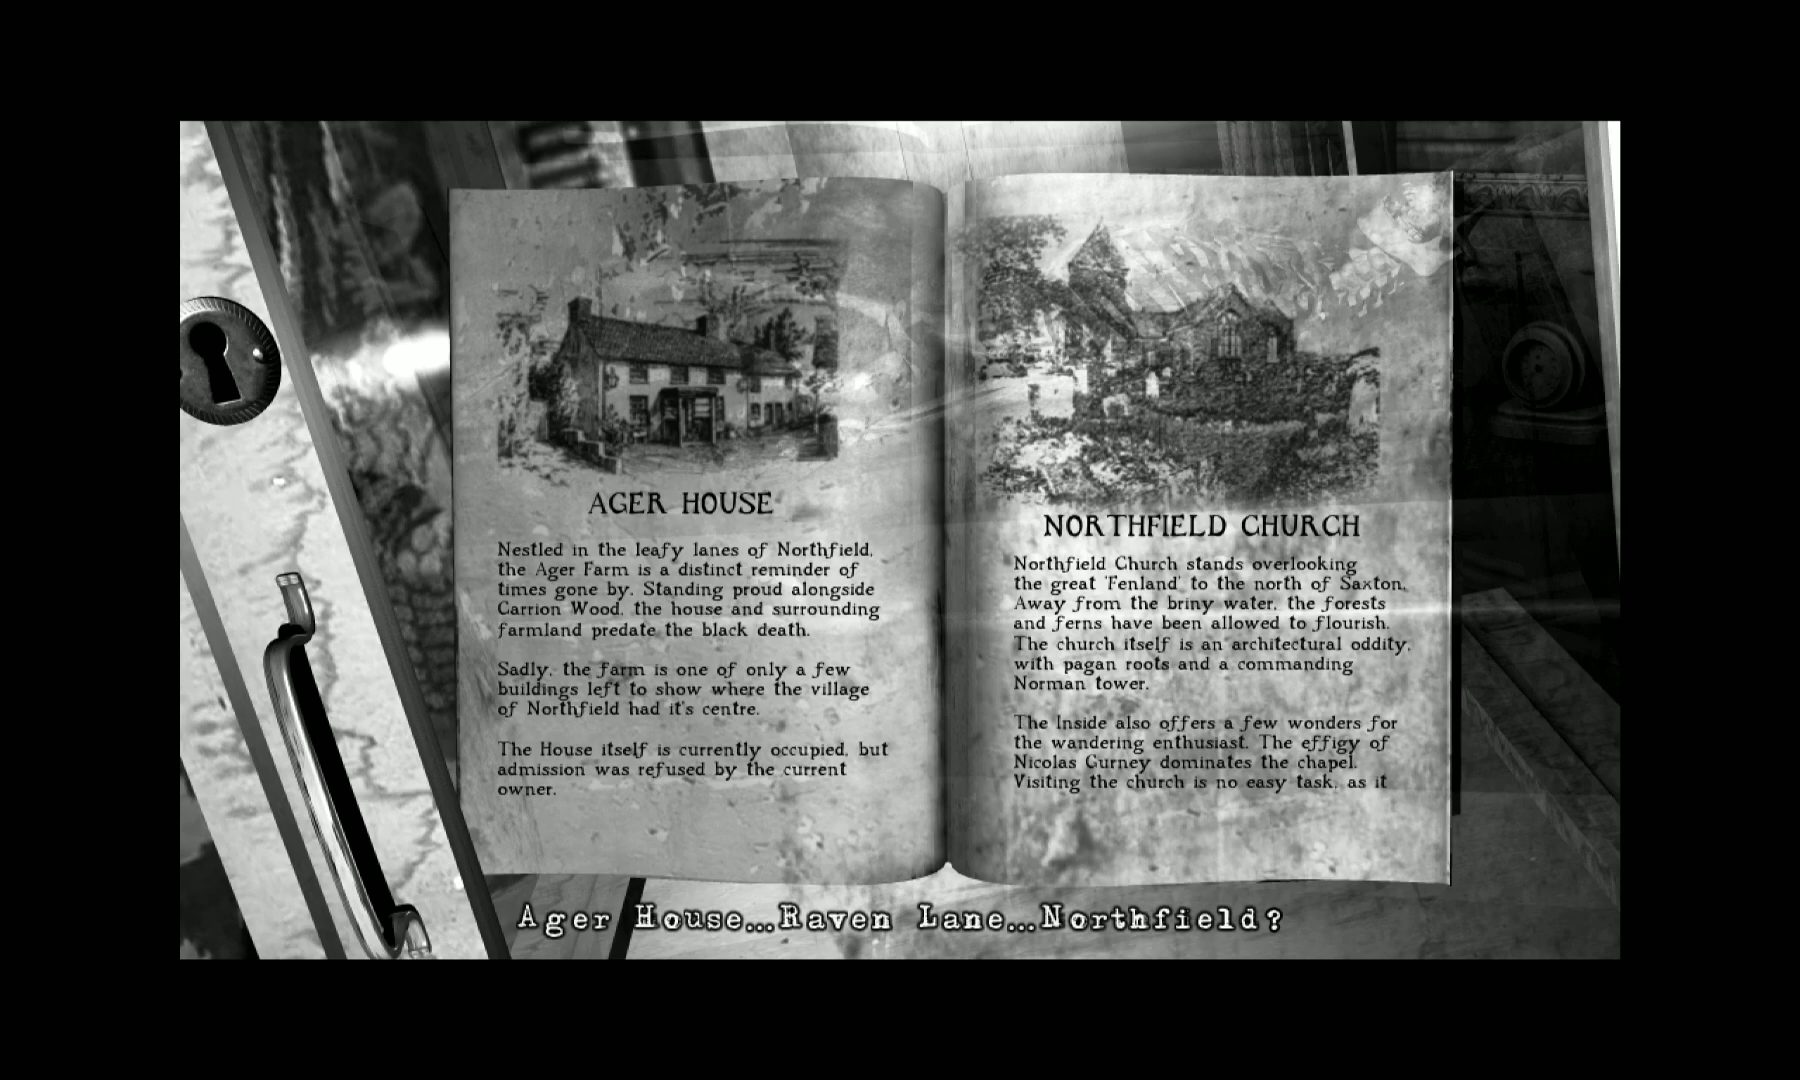 AGER HOUSE
Nestled in the leafy lanes of Northfield,
the Ager Farm is a distinct reminder of
times gone by. Standing proud alongside
Carrion Wood, the house and surrounding
farmland predate the black death.
Sadly, the farm is one of only a few
buildings left to show where the village
of Northfield had it's centre.
The House itself is currently occupied, but
admission was refused by the current
owner.
NORTHFIELD CHURCH
Northfield Church stands overlooking
the great 'Fenland' to the north of Saxton.
Away from the briny water, the forests
and ferns have been allowed to flourish.
The church itself is an architectural oddity,
with pagan roots and a commanding
Norman tower.
The Inside also offers a few wonders for
the wandering enthusiast. The effigy of
Nicolas Gurney dominates the chapel.
Visiting the church is no easy task, as it
Ager House...Raven Lane...Northfield?